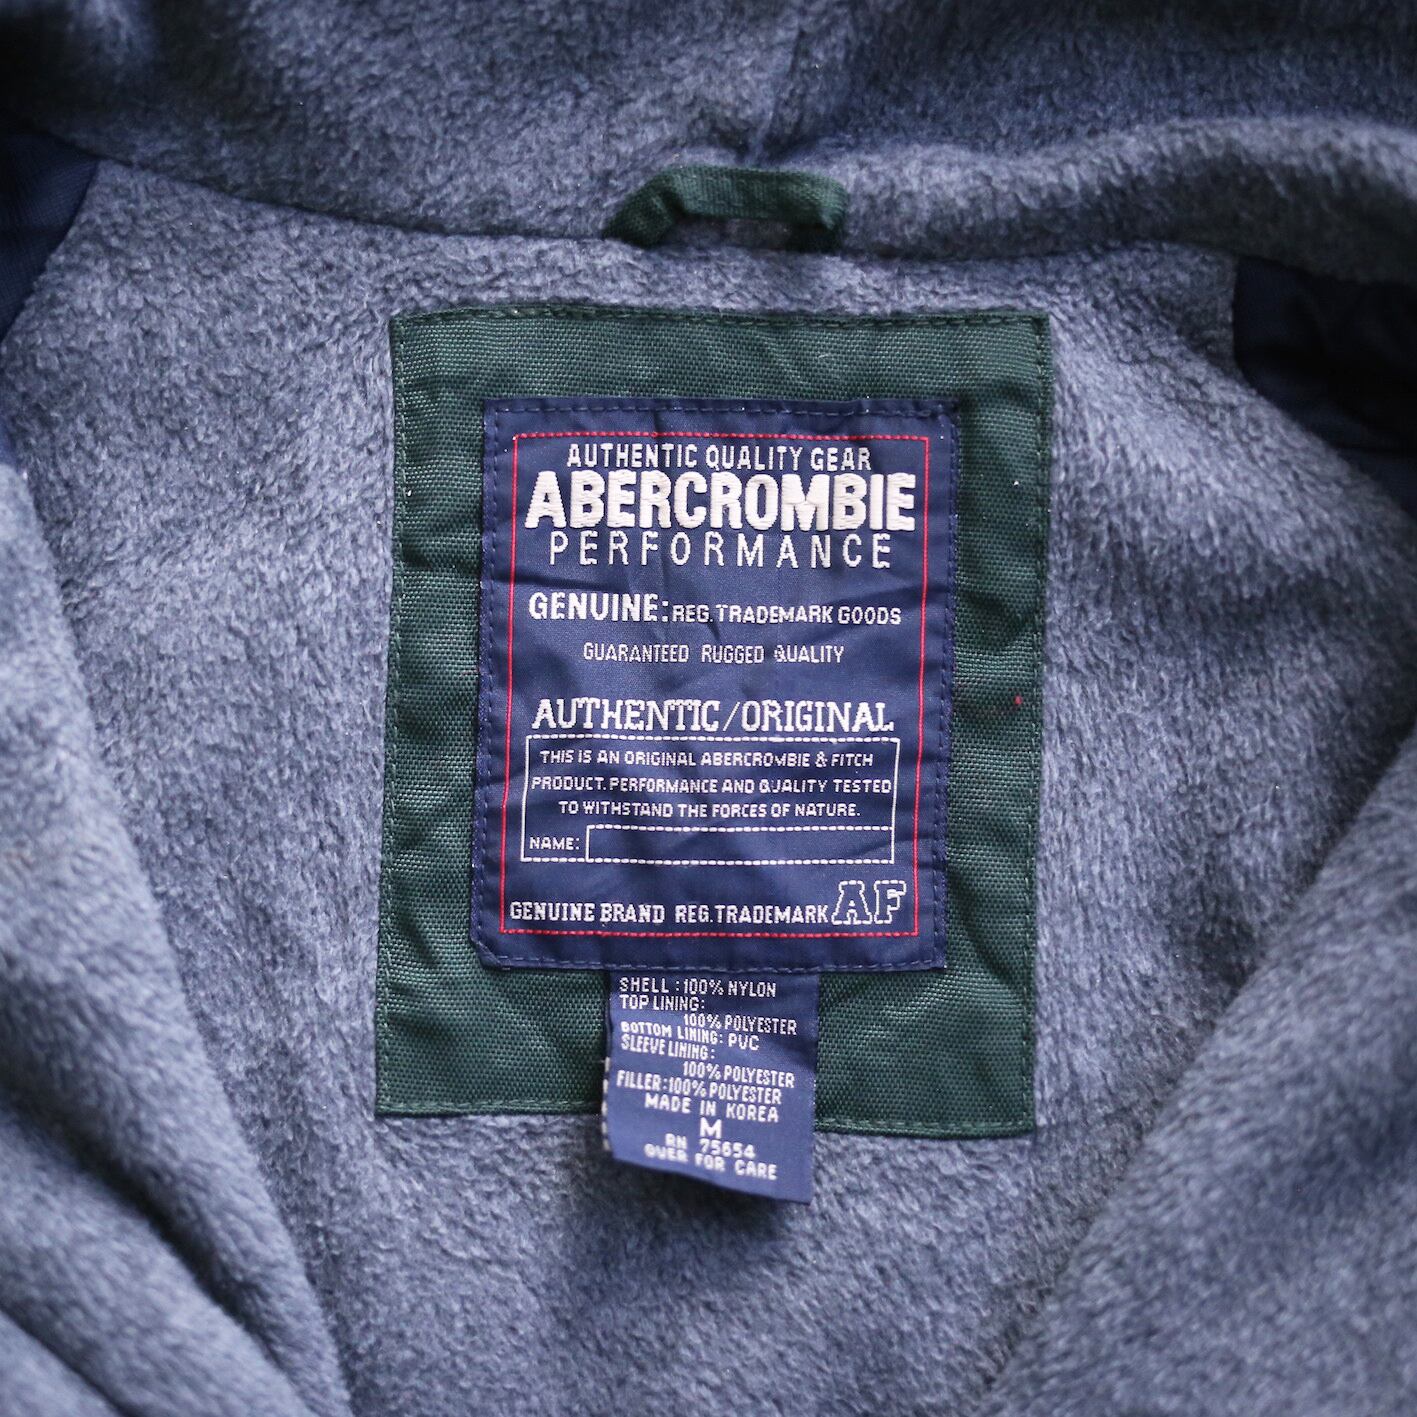 AUTHENTIC QUALITY GEAR
ABERCROMBIE
PERFORMANCE
GENUINE: REG. TRADEMARK GOODS
GUARANTEED RUGGED QUALITY
AUTHENTIC/ORIGINAL
THIS IS AN ORIGINAL ABERCROMBIE & FITCH
PRODUCT. PERFORMANCE AND QUALITY TESTED
TO WITHSTAND THE FORCES OF NATURE.
NAME:
GENUINE BRAND REG. TRADEMARK AF
SHELL : 100% NYLON
TOP LINING:
100% POLYESTER
BOTTOM LINING: PVC
SLEEVE LINING:
100% POLYESTER
FILLER: 100% POLYESTER
MADE IN KOREA
M
RN 75654
OVER FOR CARE